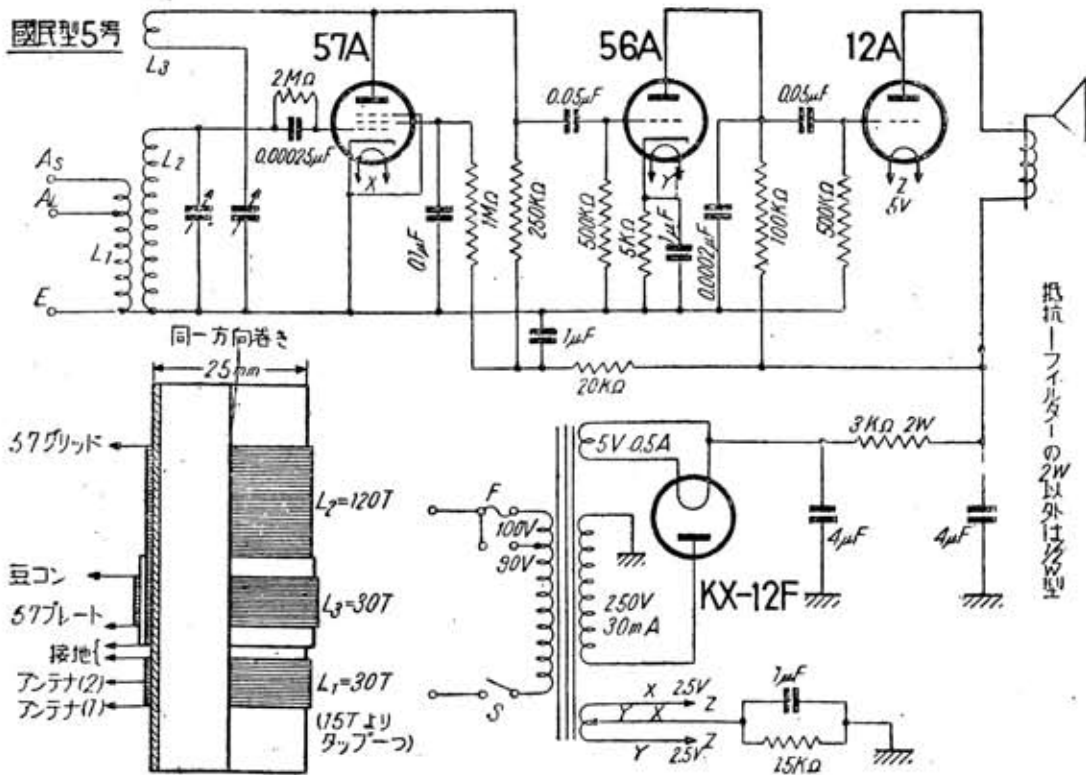 國民型5号
57A
56A
12A
L3
2MΩ
0.00025μF
L2
As
AL
L1
E
X
0.1μF
1MΩ
250KΩ
0.05μF
500KΩ
Y
5KΩ
1μF
0.0002μF
100KΩ
0.05μF
500KΩ
Z
5V
1μF
20KΩ
抵抗ーフイルターの2W以外は1/2W型
同一方向巻き
25mm
57グリッド
L2=120T
豆コン
57プレート
L3=30T
接地{
アンテナ(2)
アンテナ(1)
L1=30T
(15Tより
タップ一つ)
F
100V
90V
S
5V 0.5A
250V
30mA
KX-12F
3KΩ 2W
4μF
4μF
X 2.5V Z
Y X
Y 2.5V Z
1μF
1.5KΩ